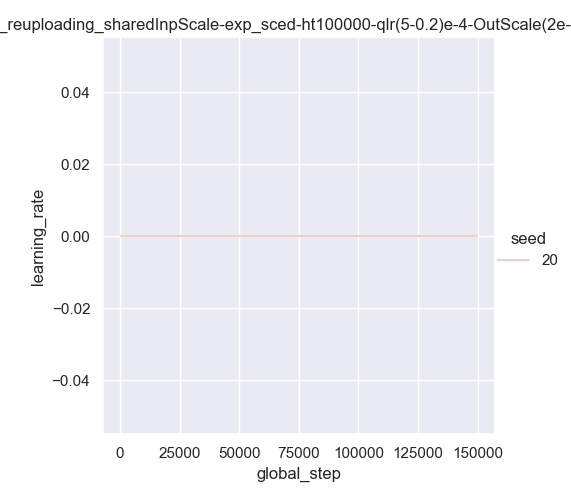 _reuploading_sharedInpScale-exp_sced-ht100000-qlr(5-0.2)e-4-OutScale(2e-
0.04
0.02
0.00
−0.02
−0.04
learning_rate
0 25000 50000 75000 100000 125000 150000
global_step
seed
20